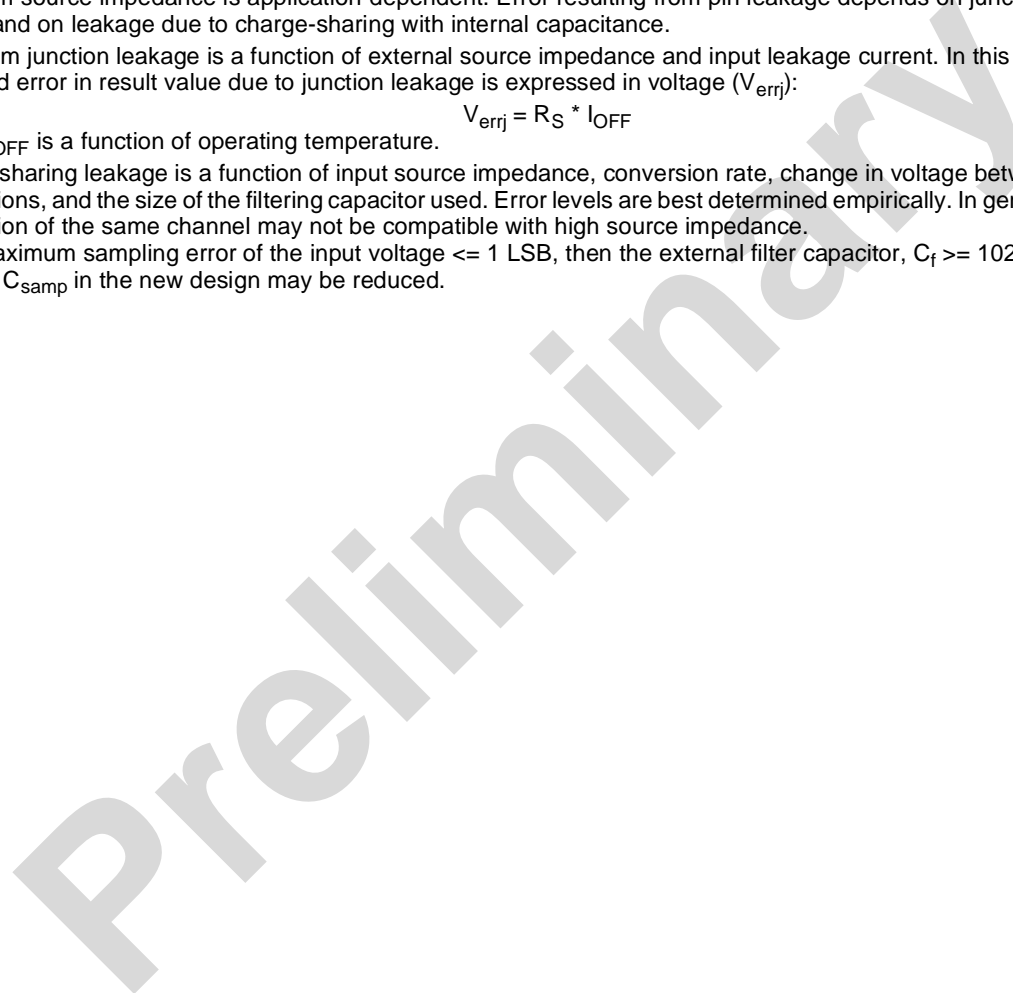 source impedance is application dependent. Error resulting from pin leakage depends on
and on leakage due to charge-sharing with internal capacitance.
junction leakage is a function of external source impedance and input leakage current. In this
error in result value due to junction leakage is expressed in voltage (Verrj):
Verrj = RS * IOFF
OFF is a function of operating temperature.
sharing leakage is a function of input source impedance, conversion rate, change in voltage
and the size of the filtering capacitor used. Error levels are best determined empirically. In
of the same channel may not be compatible with high source impedance.
sampling error of the input voltage <= 1 LSB, then the external filter capacitor, Cf >= 102
Csamp in the new design may be reduced.
Preliminary